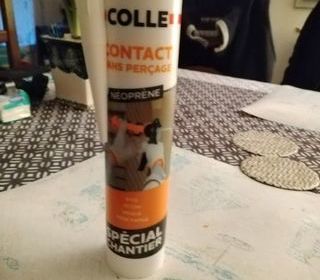 COLLE
CONTACT
SANS PERÇAGE
NÉOPRÈNE
SPÉCIAL
CHANTIER